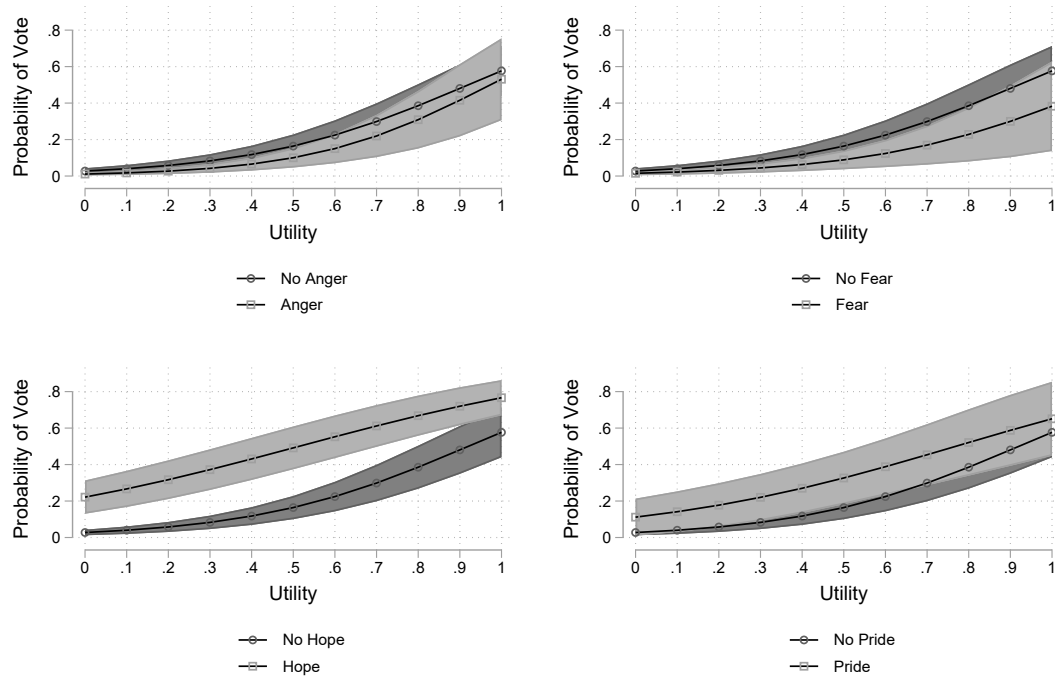 Probability of Vote
.8
.6
.4
.2
0
0 .1 .2 .3 .4 .5 .6 .7 .8 .9 1
Utility
No Anger
Anger
Probability of Vote
.8
.6
.4
.2
0
0 .1 .2 .3 .4 .5 .6 .7 .8 .9 1
Utility
No Fear
Fear
Probability of Vote
.8
.6
.4
.2
0
0 .1 .2 .3 .4 .5 .6 .7 .8 .9 1
Utility
No Hope
Hope
Probability of Vote
.8
.6
.4
.2
0
0 .1 .2 .3 .4 .5 .6 .7 .8 .9 1
Utility
No Pride
Pride